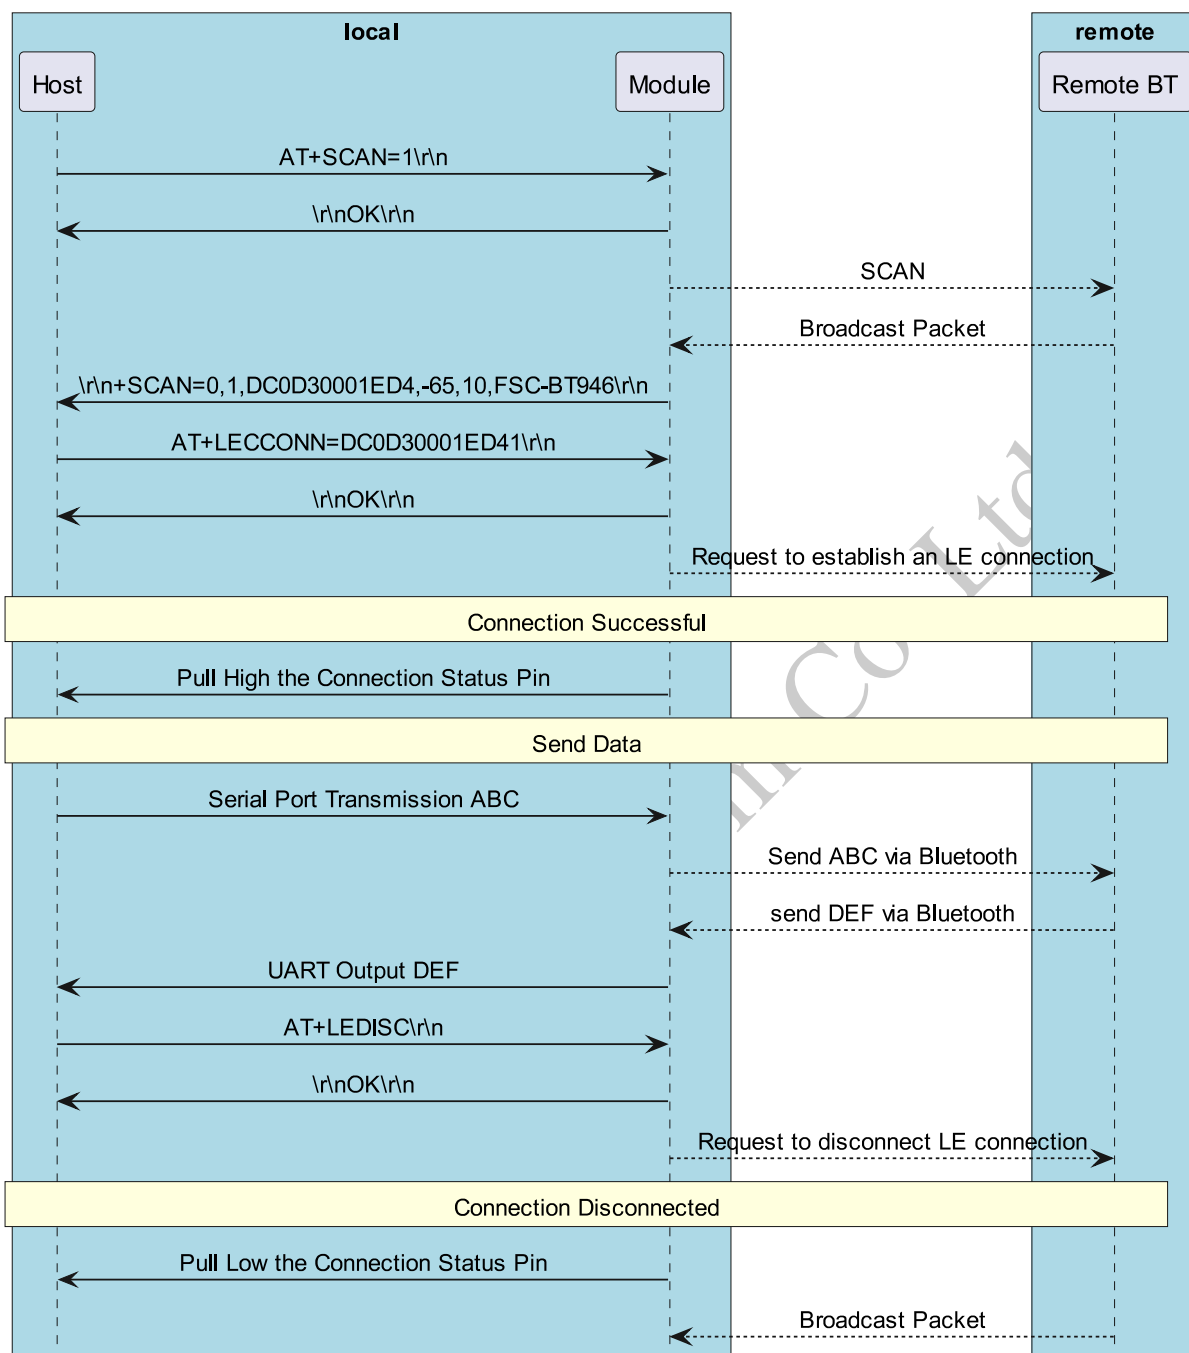 local
remote
Host
Module
Remote BT
AT+SCAN=1\r\n
\r\nOK\r\n
SCAN
Broadcast Packet
\r\n+SCAN=0,1,DC0D30001ED4,-65,10,FSC-BT946\r\n
AT+LECCONN=DC0D30001ED41\r\n
\r\nOK\r\n
Request to establish an LE connection
Connection Successful
Pull High the Connection Status Pin
Send Data
Serial Port Transmission ABC
Send ABC via Bluetooth
send DEF via Bluetooth
UART Output DEF
AT+LEDISC\r\n
\r\nOK\r\n
Request to disconnect LE connection
Connection Disconnected
Pull Low the Connection Status Pin
Broadcast Packet
Co Ltd